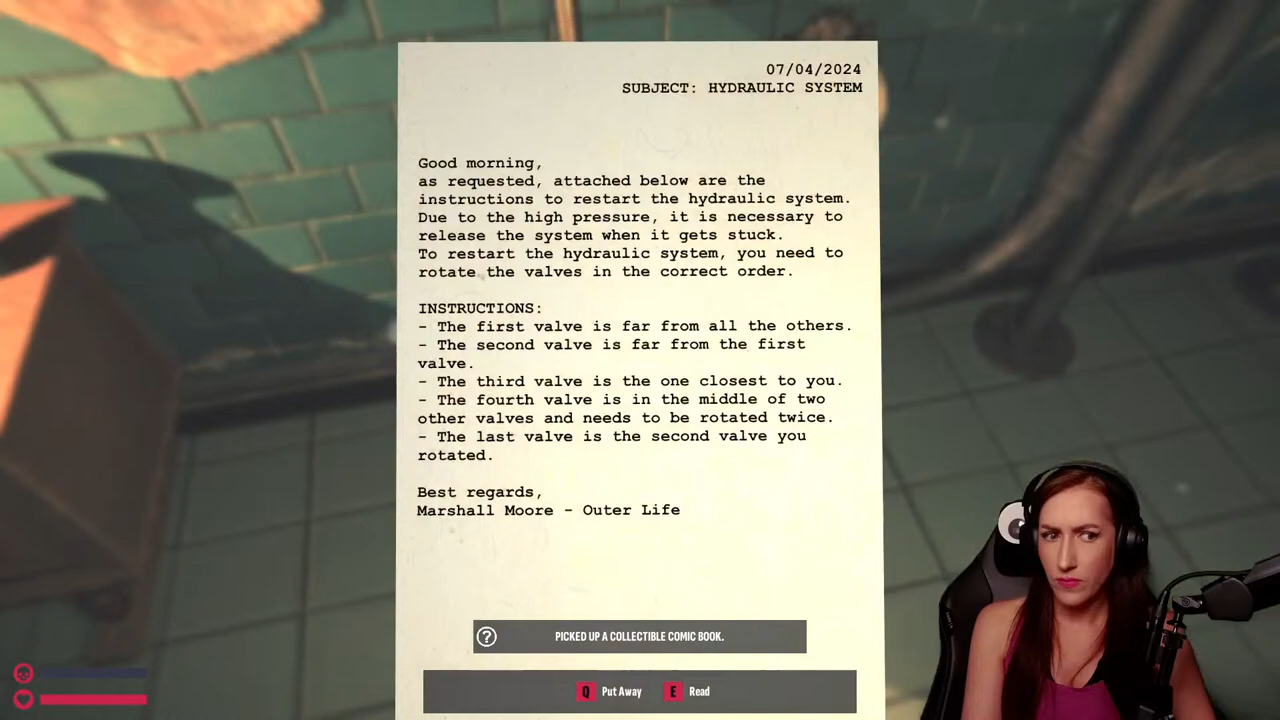 07/04/2024
SUBJECT: HYDRAULIC SYSTEM
Good morning,
as requested, attached below are the
instructions to restart the hydraulic system.
Due to the high pressure, it is necessary to
release the system when it gets stuck.
To restart the hydraulic system, you need to
rotate the valves in the correct order.
INSTRUCTIONS:
- The first valve is far from all the others.
- The second valve is far from the first
valve.
- The third valve is the one closest to you.
- The fourth valve is in the middle of two
other valves and needs to be rotated twice.
- The last valve is the second valve you
rotated.
Best regards,
Marshall Moore - Outer Life
PICKED UP A COLLECTIBLE COMIC BOOK.
Q Put Away E Read